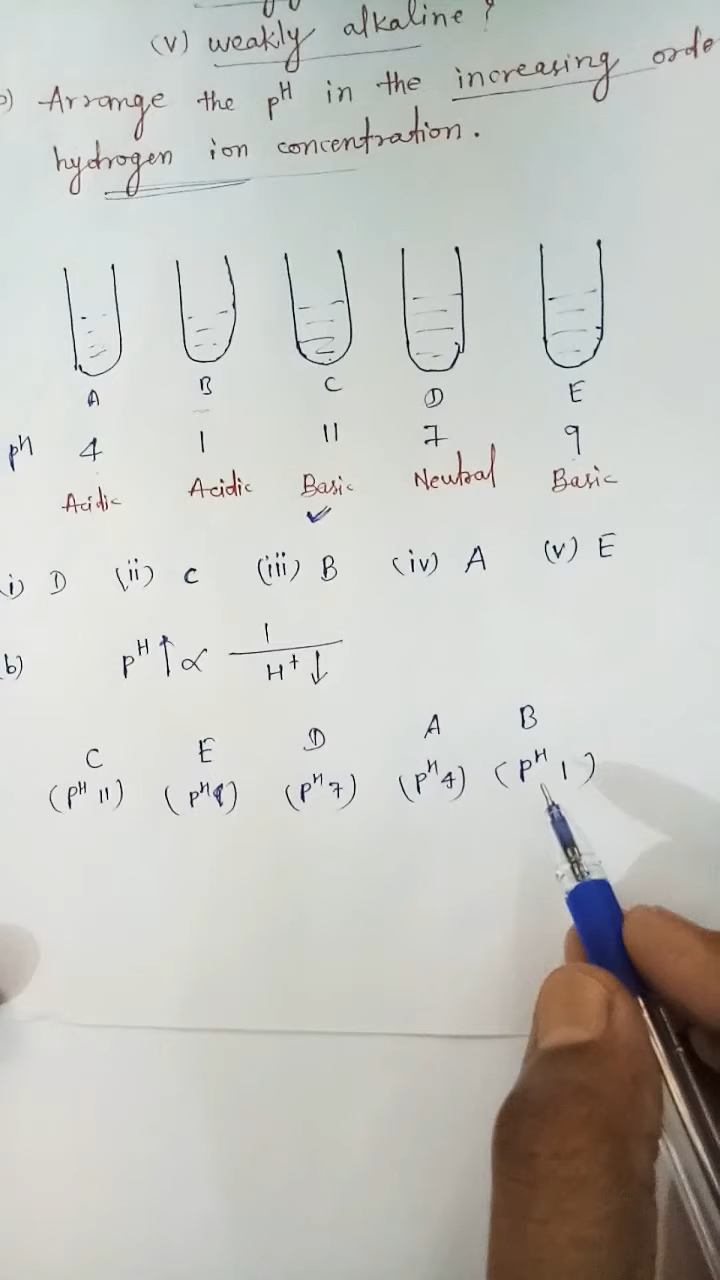 (v) weakly alkaline ?
b) Arrange the pH in the increasing orde
hydrogen ion concentration.
A B C D E
pH 4 1 11 7 9
Acidic Acidic Basic Neutral Basic
i) D (ii) C (iii) B (iv) A (v) E
b) pH ↑ ∝ 1 / H+ ↓
C E D A B
(pH 11) (pH 9) (pH 7) (pH 4) (pH 1)